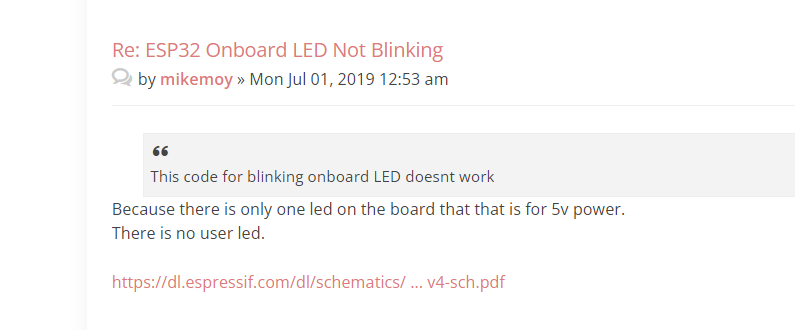 Re: ESP32 Onboard LED Not Blinking
by mikemoy » Mon Jul 01, 2019 12:53 am
“
This code for blinking onboard LED doesnt work
Because there is only one led on the board that that is for 5v power.
There is no user led.
https://dl.espressif.com/dl/schematics/ ... v4-sch.pdf